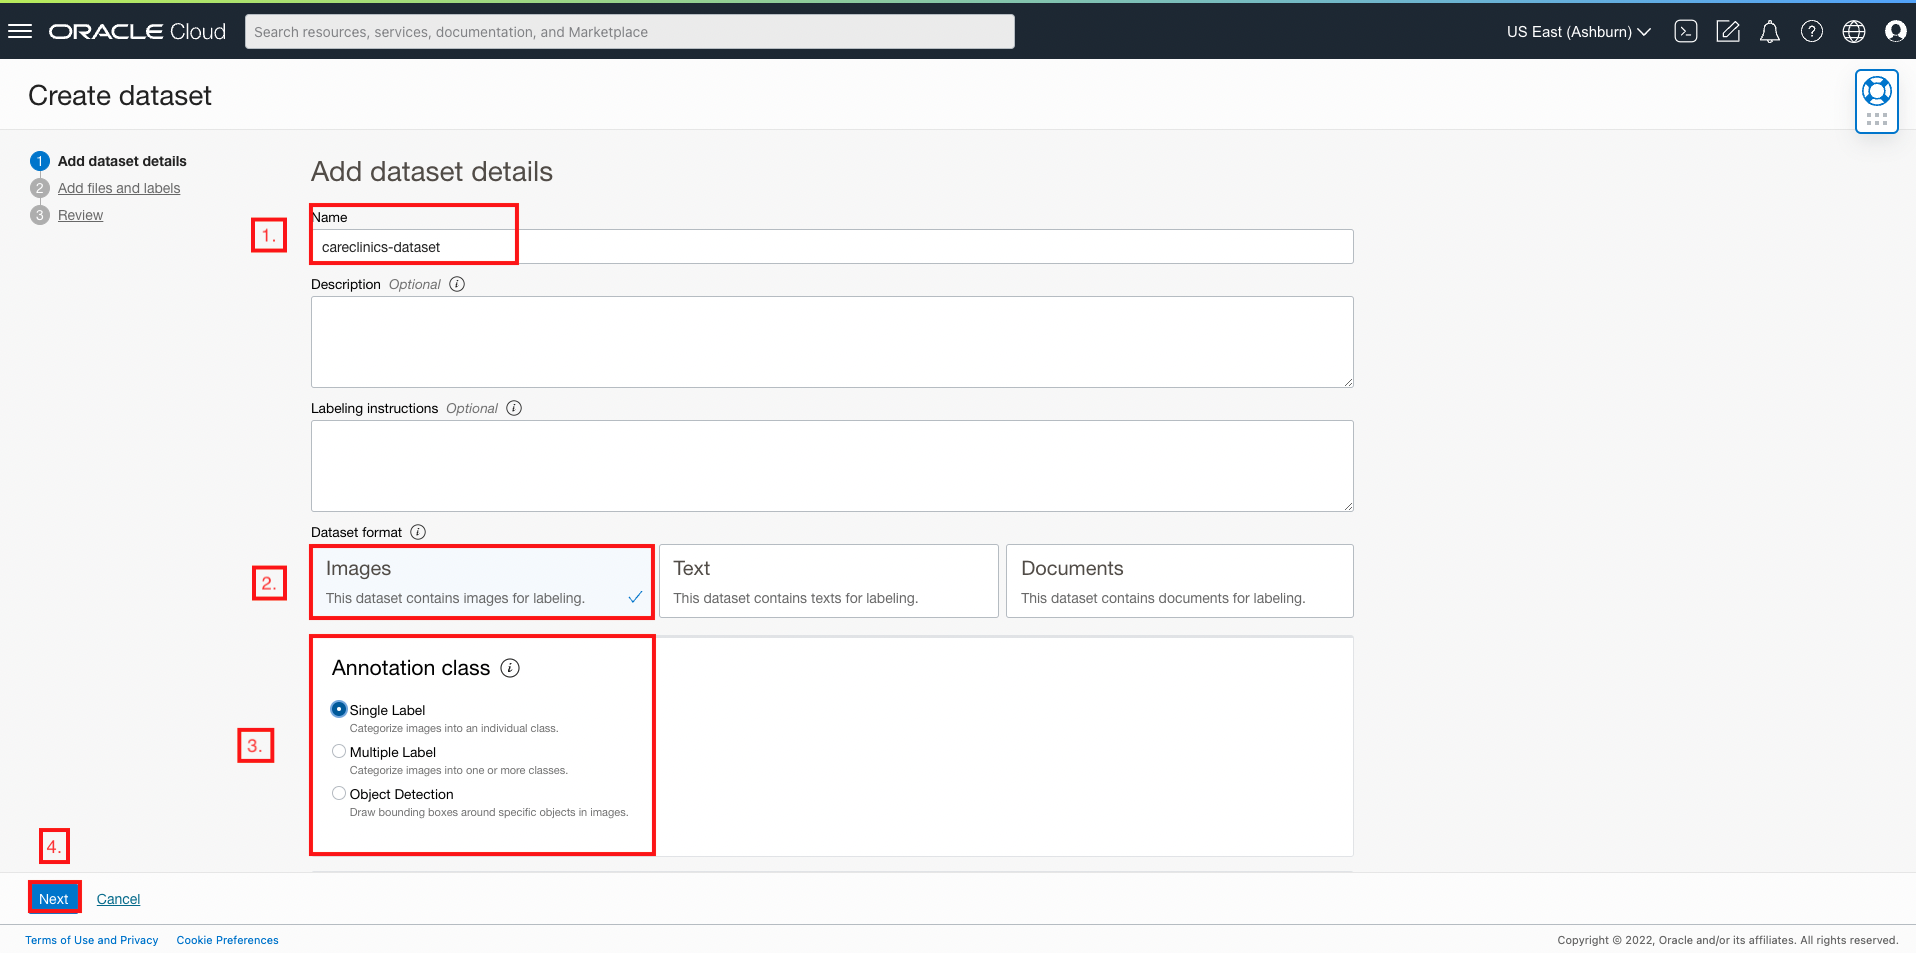 ORACLE Cloud
Search resources, services, documentation, and Marketplace
US East (Ashburn)
Create dataset
1 Add dataset details
2 Add files and labels
3 Review
Add dataset details
1.
Name
careclinics-dataset
Description Optional
Labeling instructions Optional
Dataset format
2.
Images
This dataset contains images for labeling.
Text
This dataset contains texts for labeling.
Documents
This dataset contains documents for labeling.
3.
Annotation class
Single Label
Categorize images into an individual class.
Multiple Label
Categorize images into one or more classes.
Object Detection
Draw bounding boxes around specific objects in images.
4.
Next Cancel
Terms of Use and Privacy Cookie Preferences
Copyright © 2022, Oracle and/or its affiliates. All rights reserved.